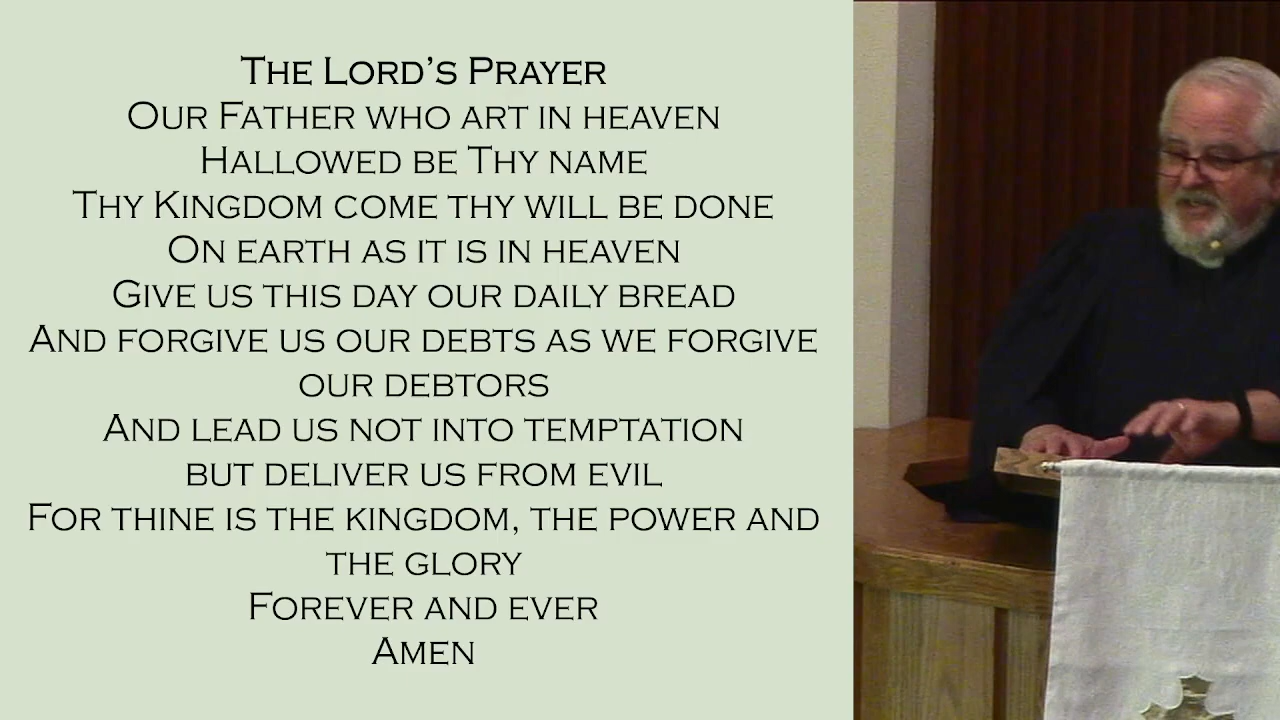 The Lord's Prayer
Our Father who art in heaven
Hallowed be Thy name
Thy Kingdom come thy will be done
On earth as it is in heaven
Give us this day our daily bread
And forgive us our debts as we forgive
our debtors
And lead us not into temptation
but deliver us from evil
For thine is the kingdom, the power and
the glory
Forever and ever
Amen